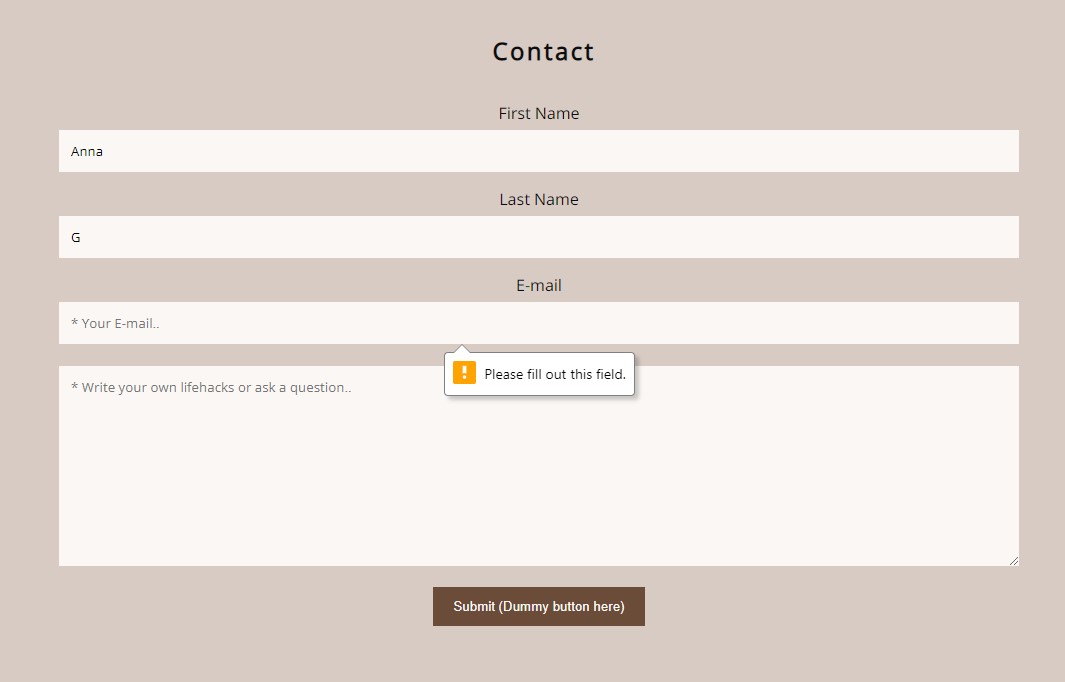 Contact
First Name
Anna
Last Name
G
E-mail
* Your E-mail..
! Please fill out this field.
* Write your own lifehacks or ask a question..
Submit (Dummy button here)